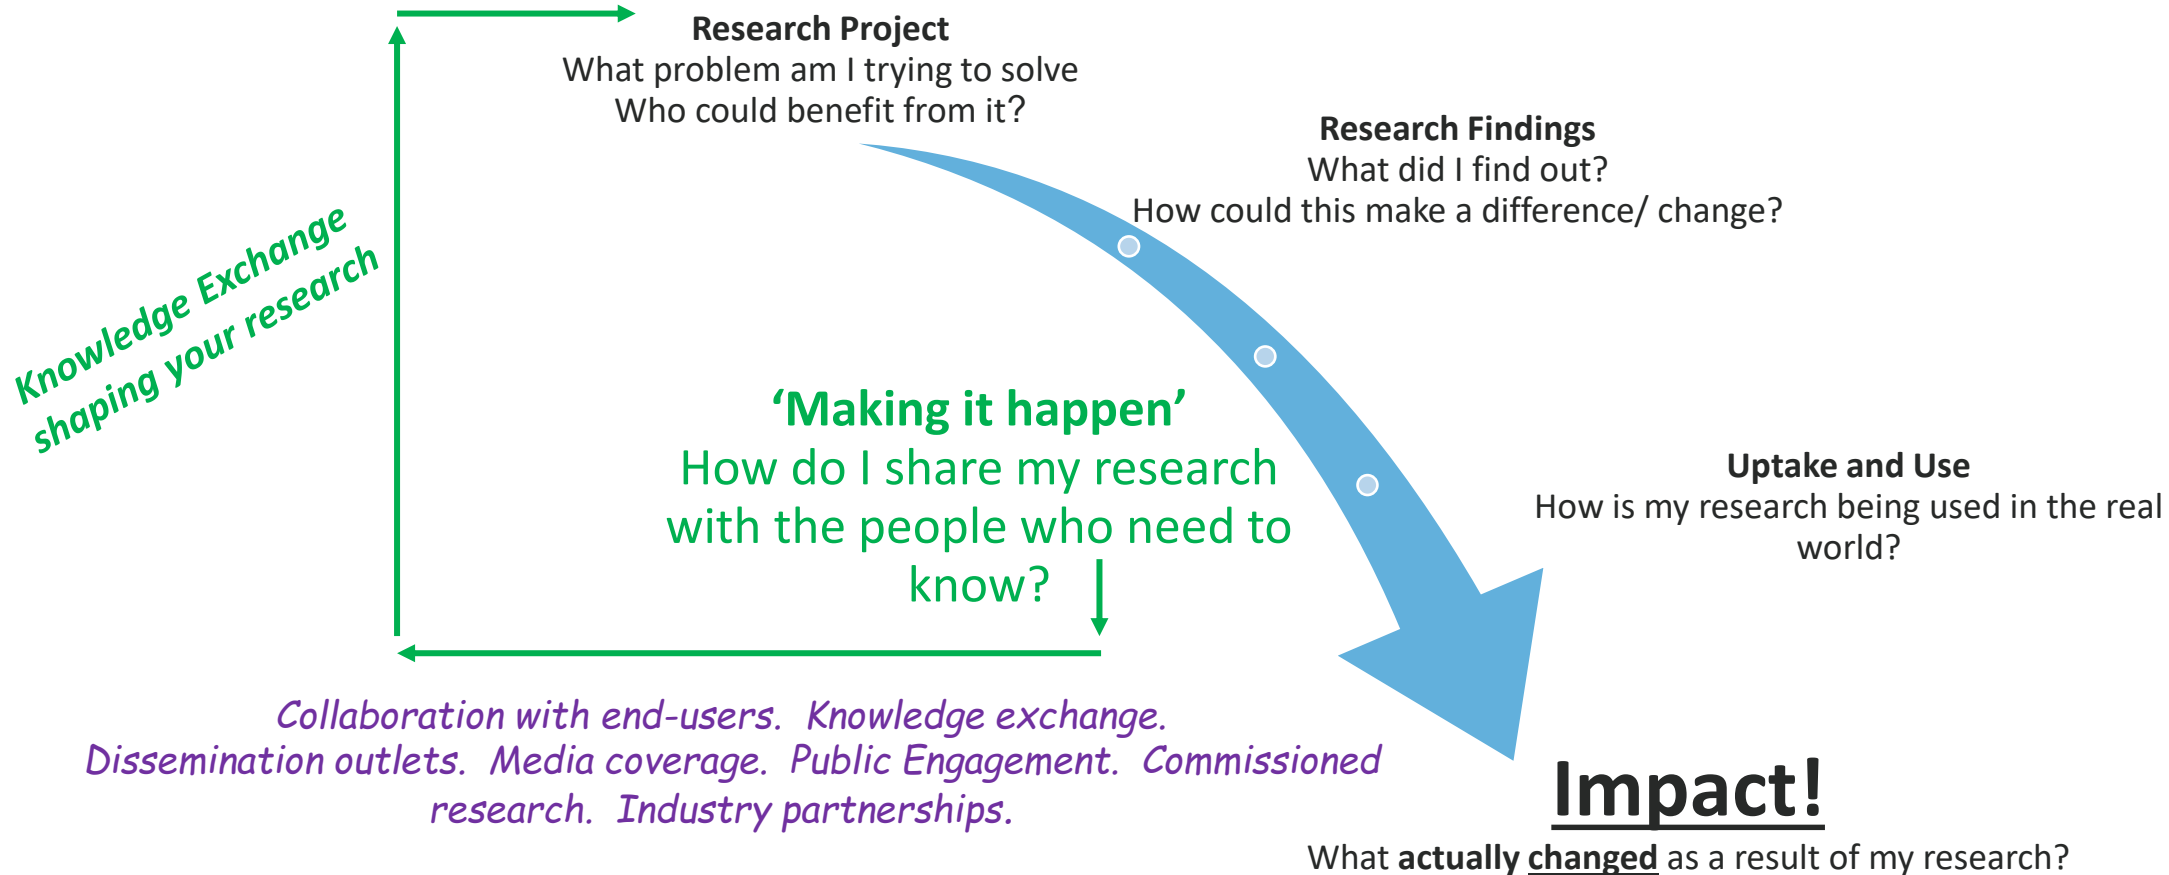 Research Project
What problem am I trying to solve
Who could benefit from it?
Research Findings
What did I find out?
How could this make a difference/ change?
Knowledge Exchange
shaping your research
‘Making it happen’
How do I share my research
with the people who need to
know?
Uptake and Use
How is my research being used in the real
world?
Collaboration with end-users.  Knowledge exchange.
Dissemination outlets.  Media coverage.  Public Engagement.  Commissioned
research.  Industry partnerships.
Impact!
What actually changed as a result of my research?